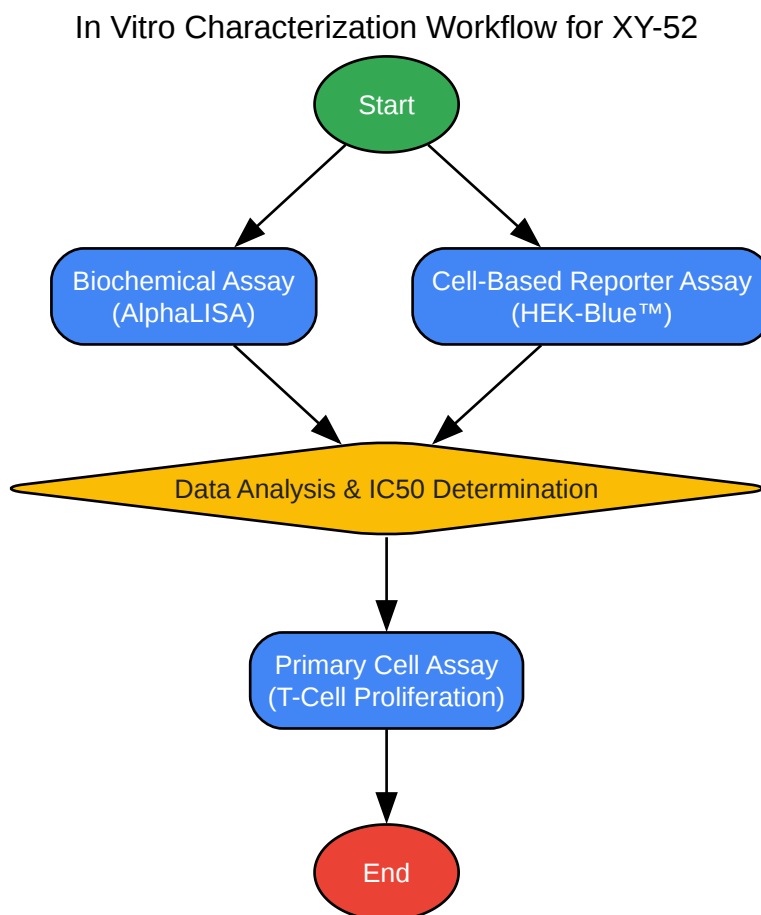 In Vitro Characterization Workflow for XY-52
Start
Biochemical Assay
(AlphaLISA)
Cell-Based Reporter Assay
(HEK-Blue™)
Data Analysis & IC50 Determination
Primary Cell Assay
(T-Cell Proliferation)
End